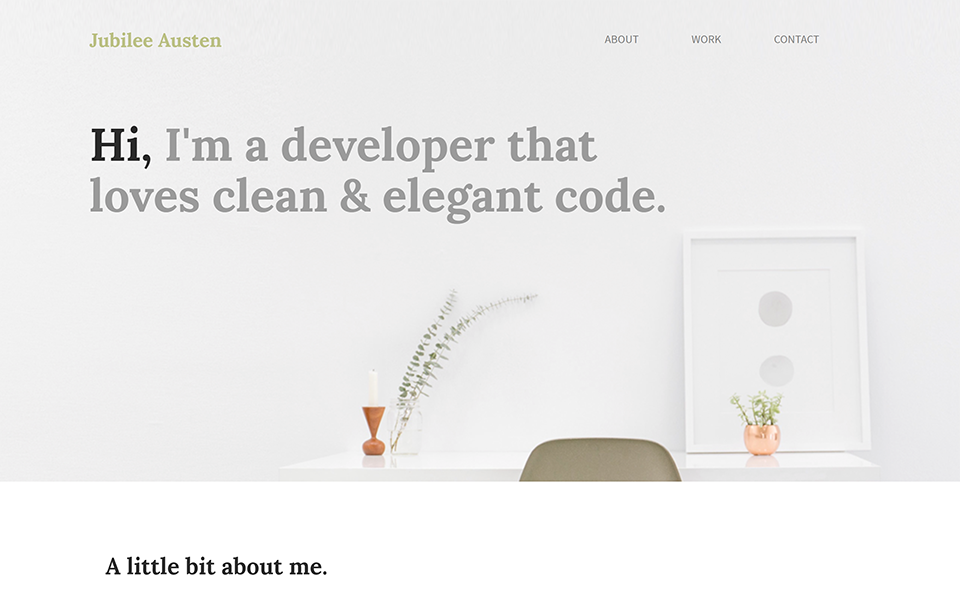 Jubilee Austen
ABOUT WORK CONTACT
Hi, I'm a developer that
loves clean & elegant code.
A little bit about me.